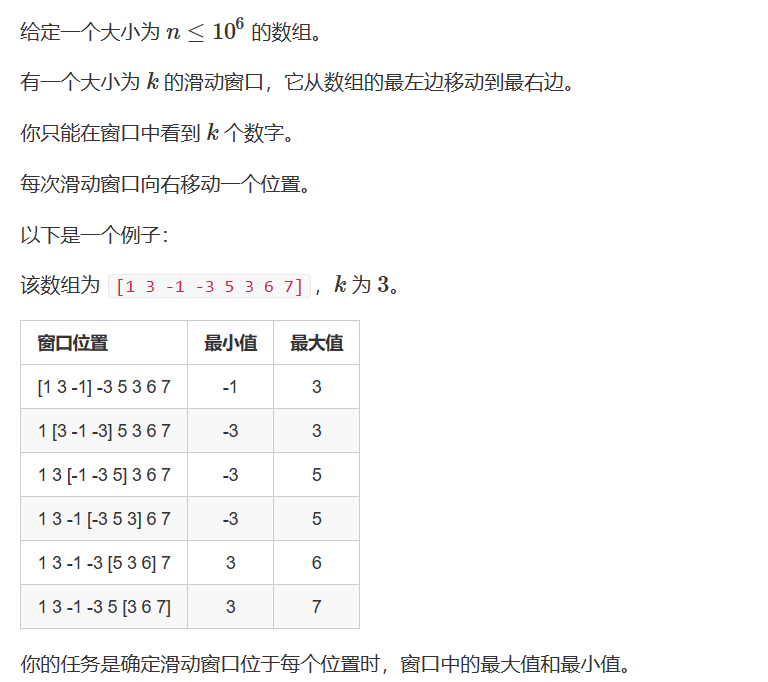 给定一个大小为 n ≤ 10⁶ 的数组。
有一个大小为 k 的滑动窗口，它从数组的最左边移动到最右边。
你只能在窗口中看到 k 个数字。
每次滑动窗口向右移动一个位置。
以下是一个例子：
该数组为 [1 3 -1 -3 5 3 6 7]，k 为 3。
窗口位置 最小值 最大值
[1 3 -1] -3 5 3 6 7 -1 3
1 [3 -1 -3] 5 3 6 7 -3 3
1 3 [-1 -3 5] 3 6 7 -3 5
1 3 -1 [-3 5 3] 6 7 -3 5
1 3 -1 -3 [5 3 6] 7 3 6
1 3 -1 -3 5 [3 6 7] 3 7
你的任务是确定滑动窗口位于每个位置时，窗口中的最大值和最小值。